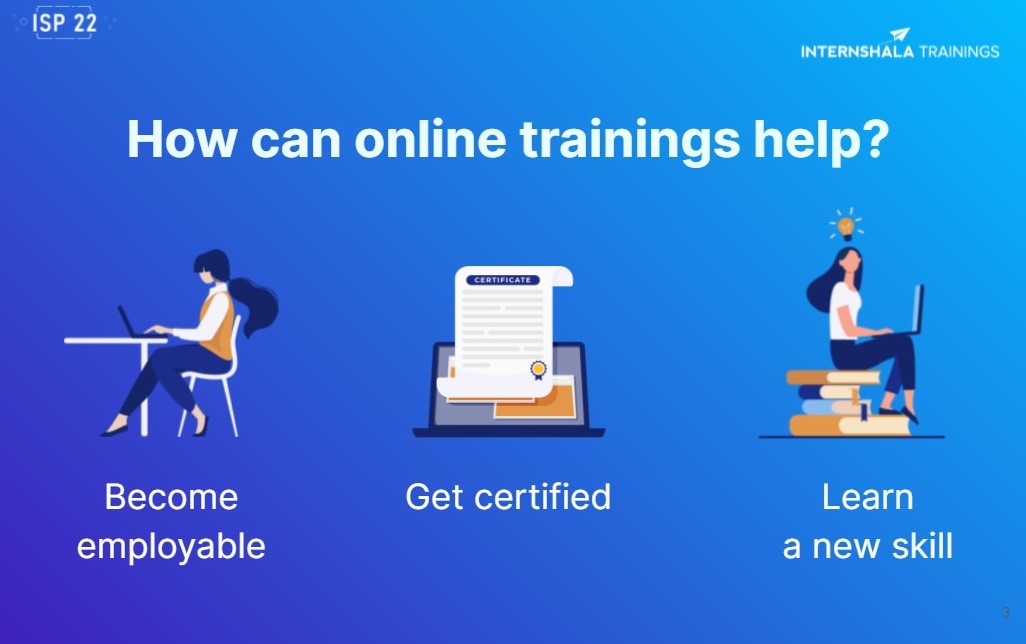 ISP 22
INTERNSHALA TRAININGS
How can online trainings help?
CERTIFICATE
Become
employable
Get certified
Learn
a new skill
3